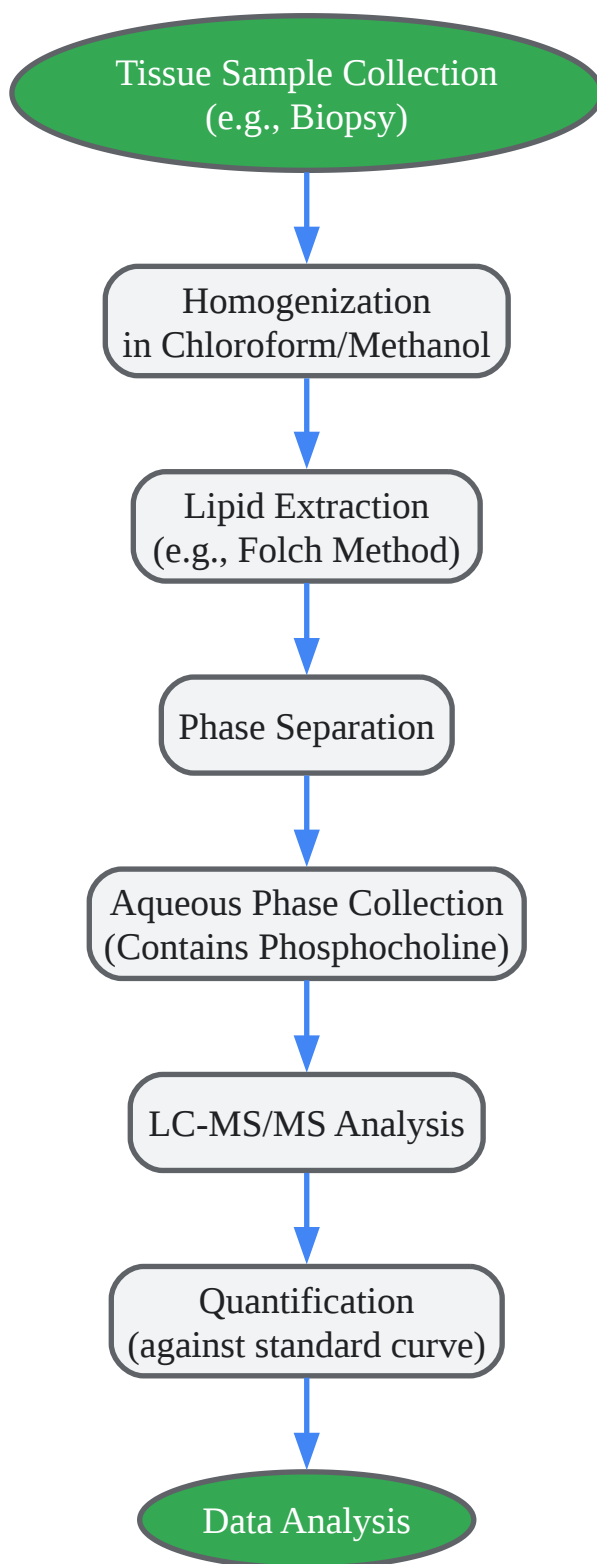 Tissue Sample Collection
(e.g., Biopsy)
Homogenization
in Chloroform/Methanol
Lipid Extraction
(e.g., Folch Method)
Phase Separation
Aqueous Phase Collection
(Contains Phosphocholine)
LC-MS/MS Analysis
Quantification
(against standard curve)
Data Analysis